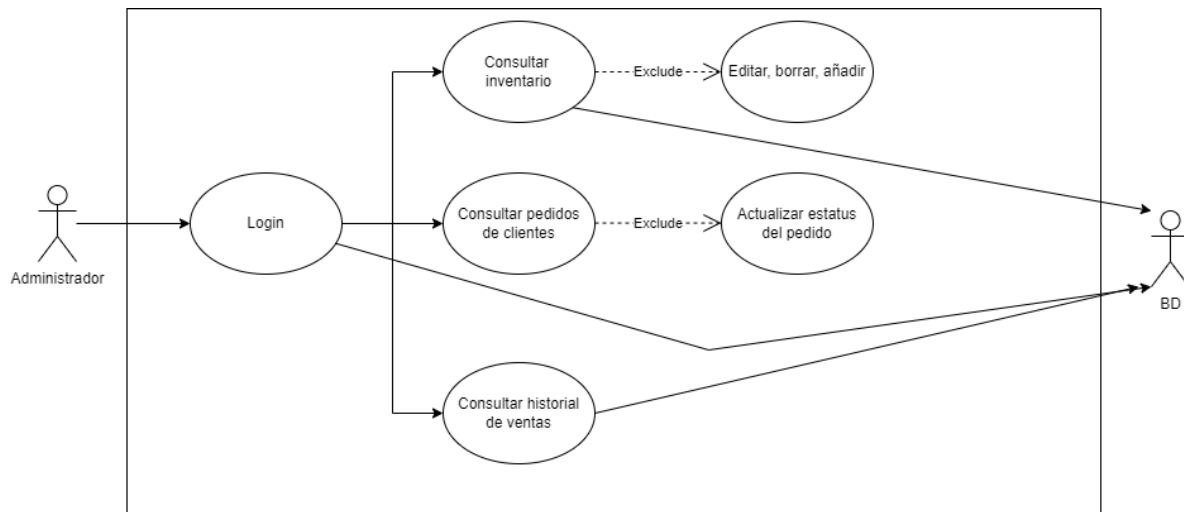 Consultar
inventario
Exclude
Editar, borrar, añadir
Login
Consultar pedidos
de clientes
Exclude
Actualizar estatus
del pedido
Administrador
BD
Consultar historial
de ventas